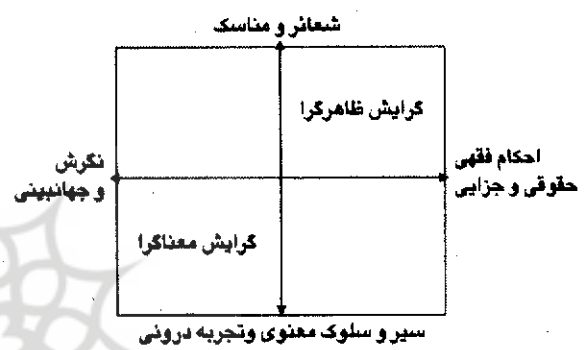 شعائر و مناسک
گرایش ظاهرگرا
احکام فقهی
حقوقی و جزایی
نگرش
و جهانبینی
گرایش معناگرا
سیر و سلوک معنوی وتجربه درونی